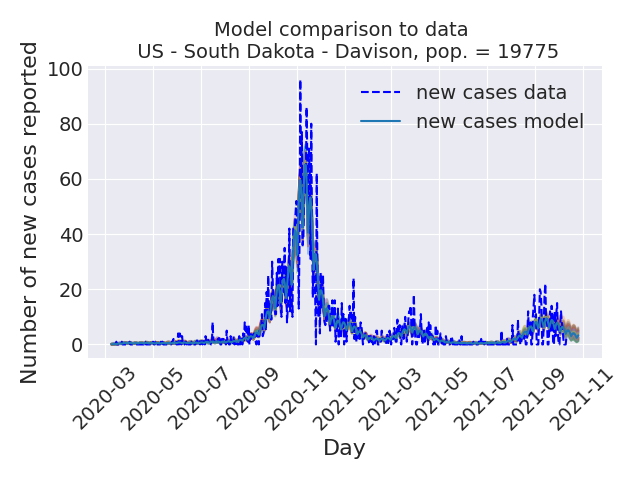 Model comparison to data
US - South Dakota - Davison, pop. = 19775
Number of new cases reported
100
80
60
40
20
0
new cases data
new cases model
2020-03
2020-05
2020-07
2020-09
2020-11
2021-01
2021-03
2021-05
2021-07
2021-09
2021-11
Day